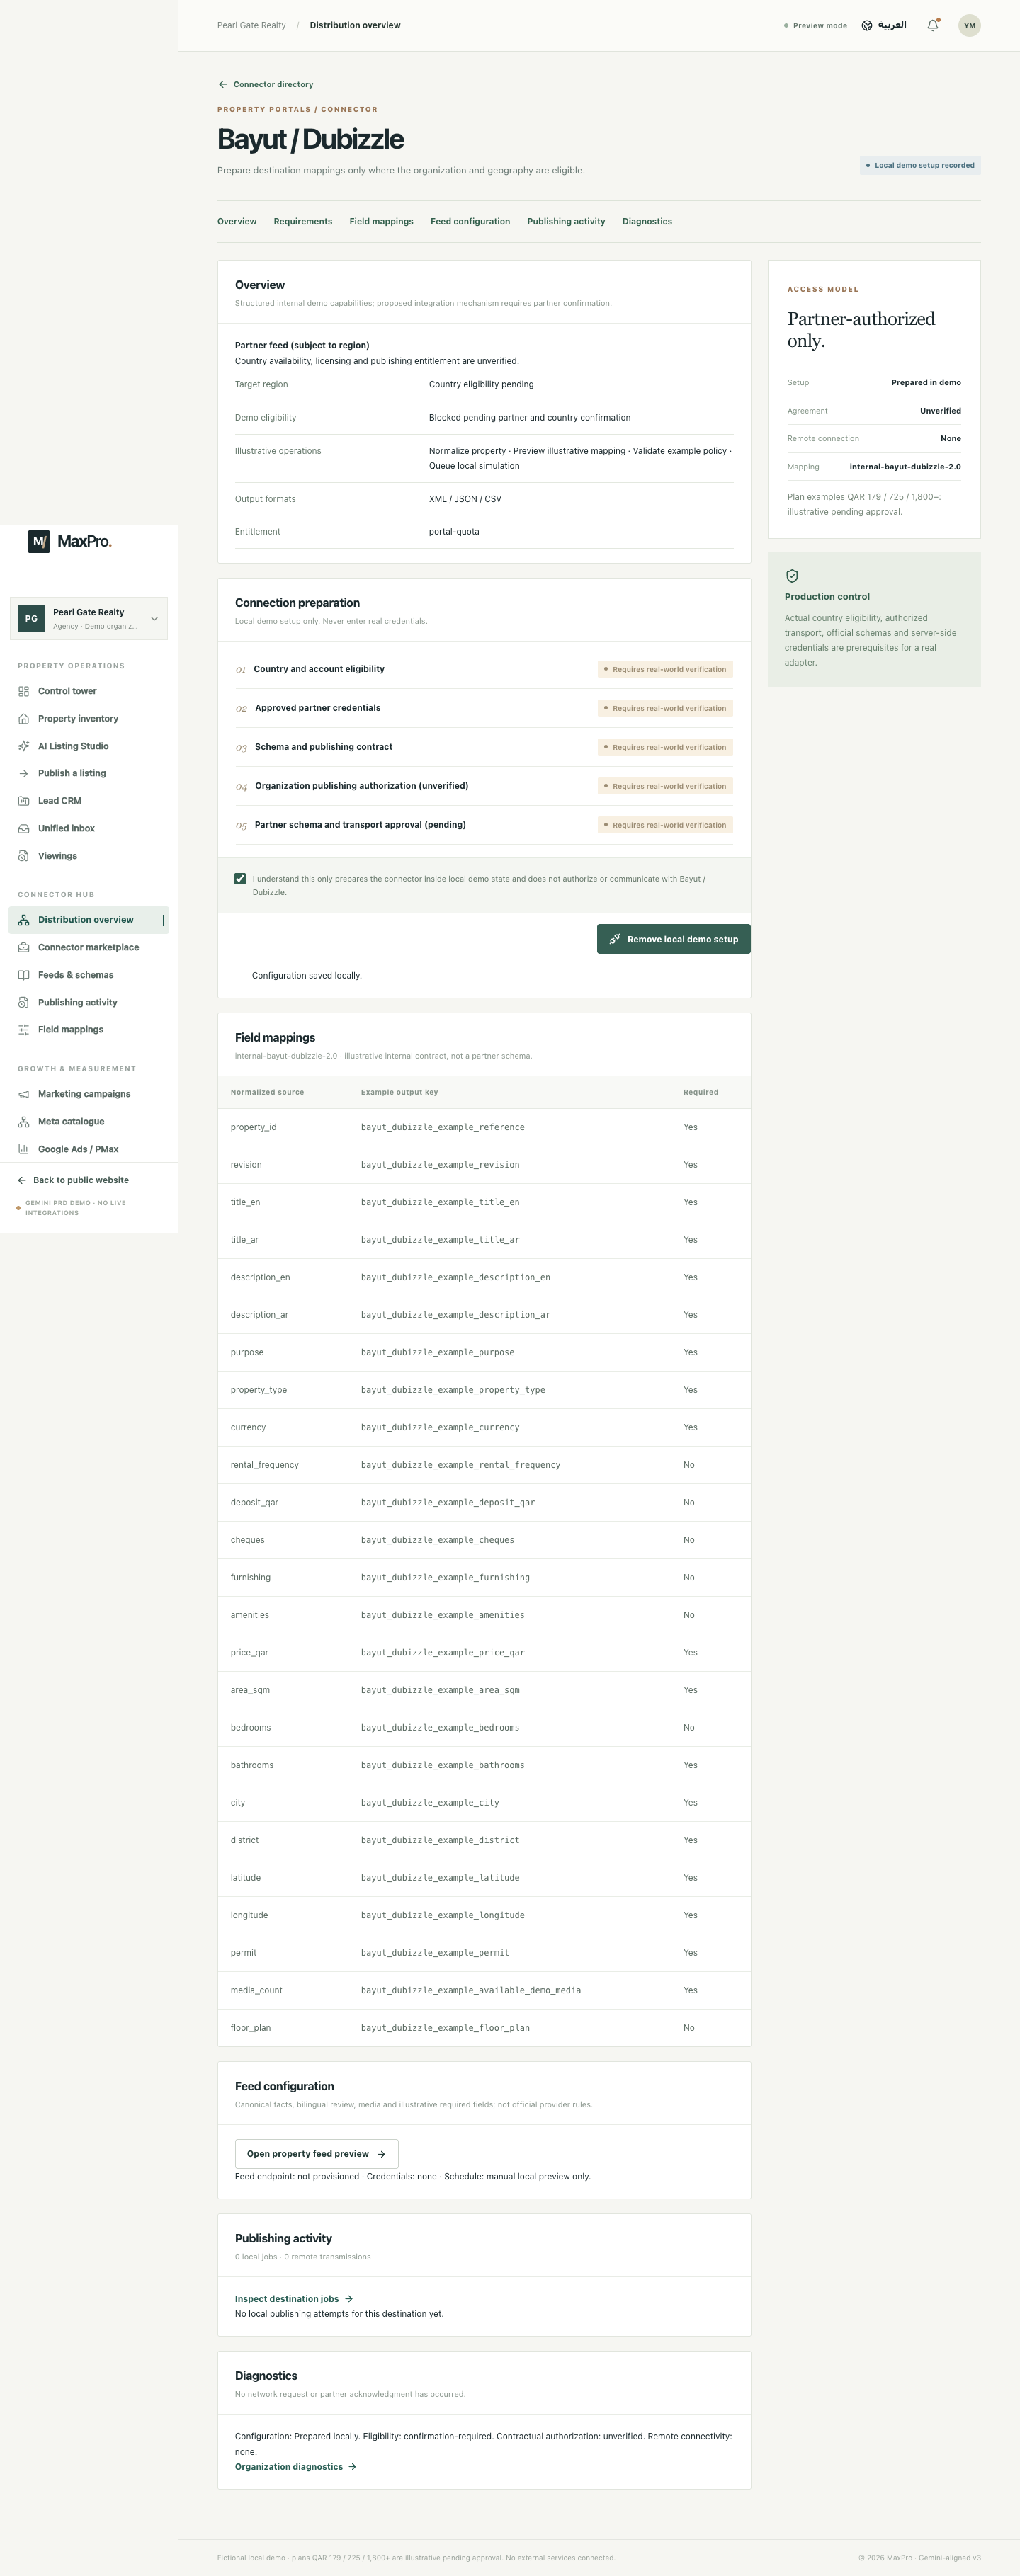 Pearl Gate Realty / Distribution overview
Preview mode
العربية
YM
Connector directory
PROPERTY PORTALS / CONNECTOR
Bayut / Dubizzle
Prepare destination mappings only where the organization and geography are eligible.
Local demo setup recorded
Overview Requirements Field mappings Feed configuration Publishing activity Diagnostics
Overview
Structured internal demo capabilities; proposed integration mechanism requires partner confirmation.
Partner feed (subject to region)
Country availability, licensing and publishing entitlement are unverified.
Target region Country eligibility pending
Demo eligibility Blocked pending partner and country confirmation
Illustrative operations Normalize property · Preview illustrative mapping · Validate example policy ·
Queue local simulation
Output formats XML / JSON / CSV
Entitlement portal-quota
ACCESS MODEL
Partner-authorized
only.
Setup Prepared in demo
Agreement Unverified
Remote connection None
Mapping internal-bayut-dubizzle-2.0
Plan examples QAR 179 / 725 / 1,800+:
illustrative pending approval.
Production control
Actual country eligibility, authorized
transport, official schemas and server-side
credentials are prerequisites for a real
adapter.
M/ MaxPro.
PG
Pearl Gate Realty
Agency · Demo organiz...
PROPERTY OPERATIONS
Control tower
Property inventory
AI Listing Studio
Publish a listing
Lead CRM
Unified inbox
Viewings
CONNECTOR HUB
Distribution overview
Connector marketplace
Feeds & schemas
Publishing activity
Field mappings
GROWTH & MEASUREMENT
Marketing campaigns
Meta catalogue
Google Ads / PMax
Back to public website
GEMINI PRD DEMO · NO LIVE
INTEGRATIONS
Connection preparation
Local demo setup only. Never enter real credentials.
01 Country and account eligibility Requires real-world verification
02 Approved partner credentials Requires real-world verification
03 Schema and publishing contract Requires real-world verification
04 Organization publishing authorization (unverified) Requires real-world verification
05 Partner schema and transport approval (pending) Requires real-world verification
I understand this only prepares the connector inside local demo state and does not authorize or communicate with Bayut /
Dubizzle.
Remove local demo setup
Configuration saved locally.
Field mappings
internal-bayut-dubizzle-2.0 · illustrative internal contract, not a partner schema.
Normalized source Example output key Required
property_id bayut_dubizzle_example_reference Yes
revision bayut_dubizzle_example_revision Yes
title_en bayut_dubizzle_example_title_en Yes
title_ar bayut_dubizzle_example_title_ar Yes
description_en bayut_dubizzle_example_description_en Yes
description_ar bayut_dubizzle_example_description_ar Yes
purpose bayut_dubizzle_example_purpose Yes
property_type bayut_dubizzle_example_property_type Yes
currency bayut_dubizzle_example_currency Yes
rental_frequency bayut_dubizzle_example_rental_frequency No
deposit_qar bayut_dubizzle_example_deposit_qar No
cheques bayut_dubizzle_example_cheques No
furnishing bayut_dubizzle_example_furnishing No
amenities bayut_dubizzle_example_amenities No
price_qar bayut_dubizzle_example_price_qar Yes
area_sqm bayut_dubizzle_example_area_sqm Yes
bedrooms bayut_dubizzle_example_bedrooms No
bathrooms bayut_dubizzle_example_bathrooms Yes
city bayut_dubizzle_example_city Yes
district bayut_dubizzle_example_district Yes
latitude bayut_dubizzle_example_latitude Yes
longitude bayut_dubizzle_example_longitude Yes
permit bayut_dubizzle_example_permit Yes
media_count bayut_dubizzle_example_available_demo_media Yes
floor_plan bayut_dubizzle_example_floor_plan No
Feed configuration
Canonical facts, bilingual review, media and illustrative required fields; not official provider rules.
Open property feed preview
Feed endpoint: not provisioned · Credentials: none · Schedule: manual local preview only.
Publishing activity
0 local jobs · 0 remote transmissions
Inspect destination jobs
No local publishing attempts for this destination yet.
Diagnostics
No network request or partner acknowledgment has occurred.
Configuration: Prepared locally. Eligibility: confirmation-required. Contractual authorization: unverified. Remote connectivity:
none.
Organization diagnostics
Fictional local demo · plans QAR 179 / 725 / 1,800+ are illustrative pending approval. No external services connected.
© 2026 MaxPro · Gemini-aligned v3